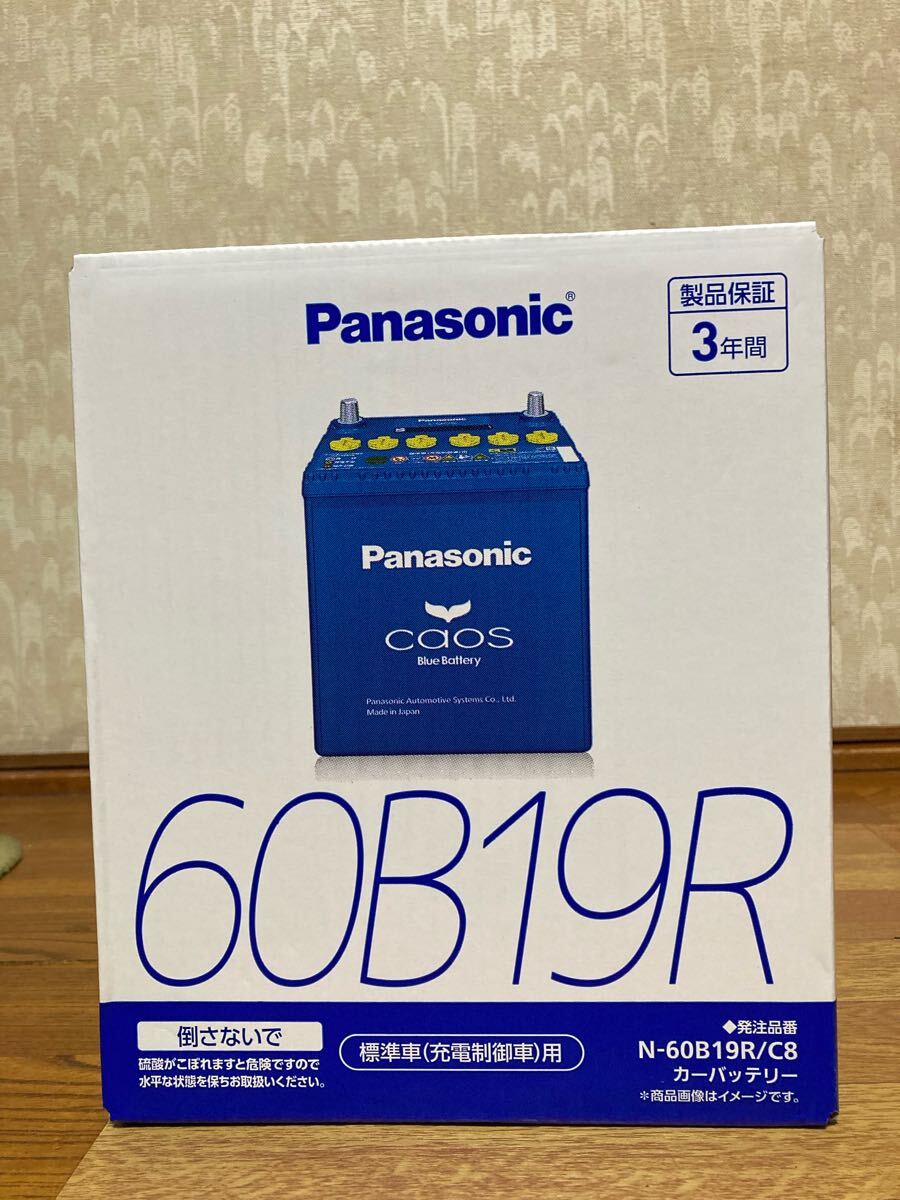 Panasonic®
製品保証
3年間
Panasonic
Panasonic
caos
Blue Battery
Panasonic Automotive Systems Co., Ltd.
Made in Japan
60B19R
倒さないで
硫酸がこぼれますと危険ですので
水平な状態を保ちお取扱いください。
標準車(充電制御車)用
◆発注品番
N-60B19R/C8
カーバッテリー
*商品画像はイメージです。